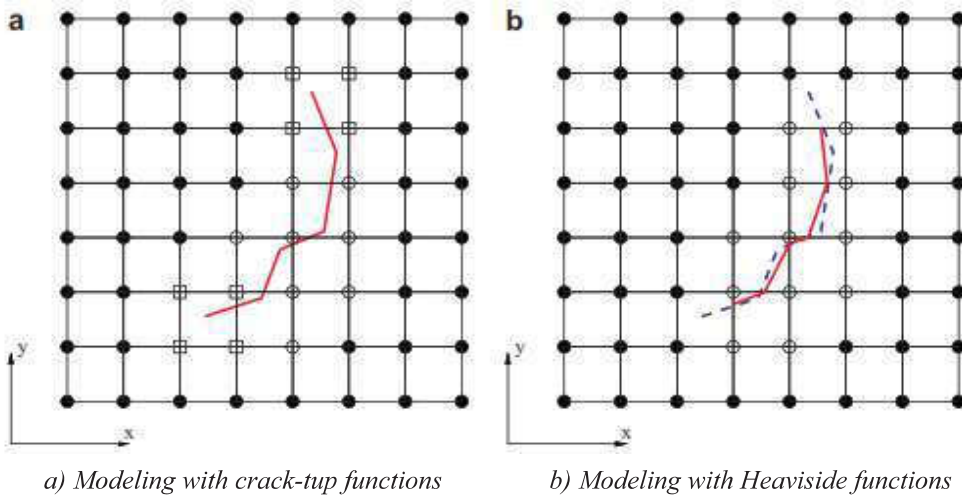 a
b
y
x
y
x
a) Modeling with crack-tup functions
b) Modeling with Heaviside functions